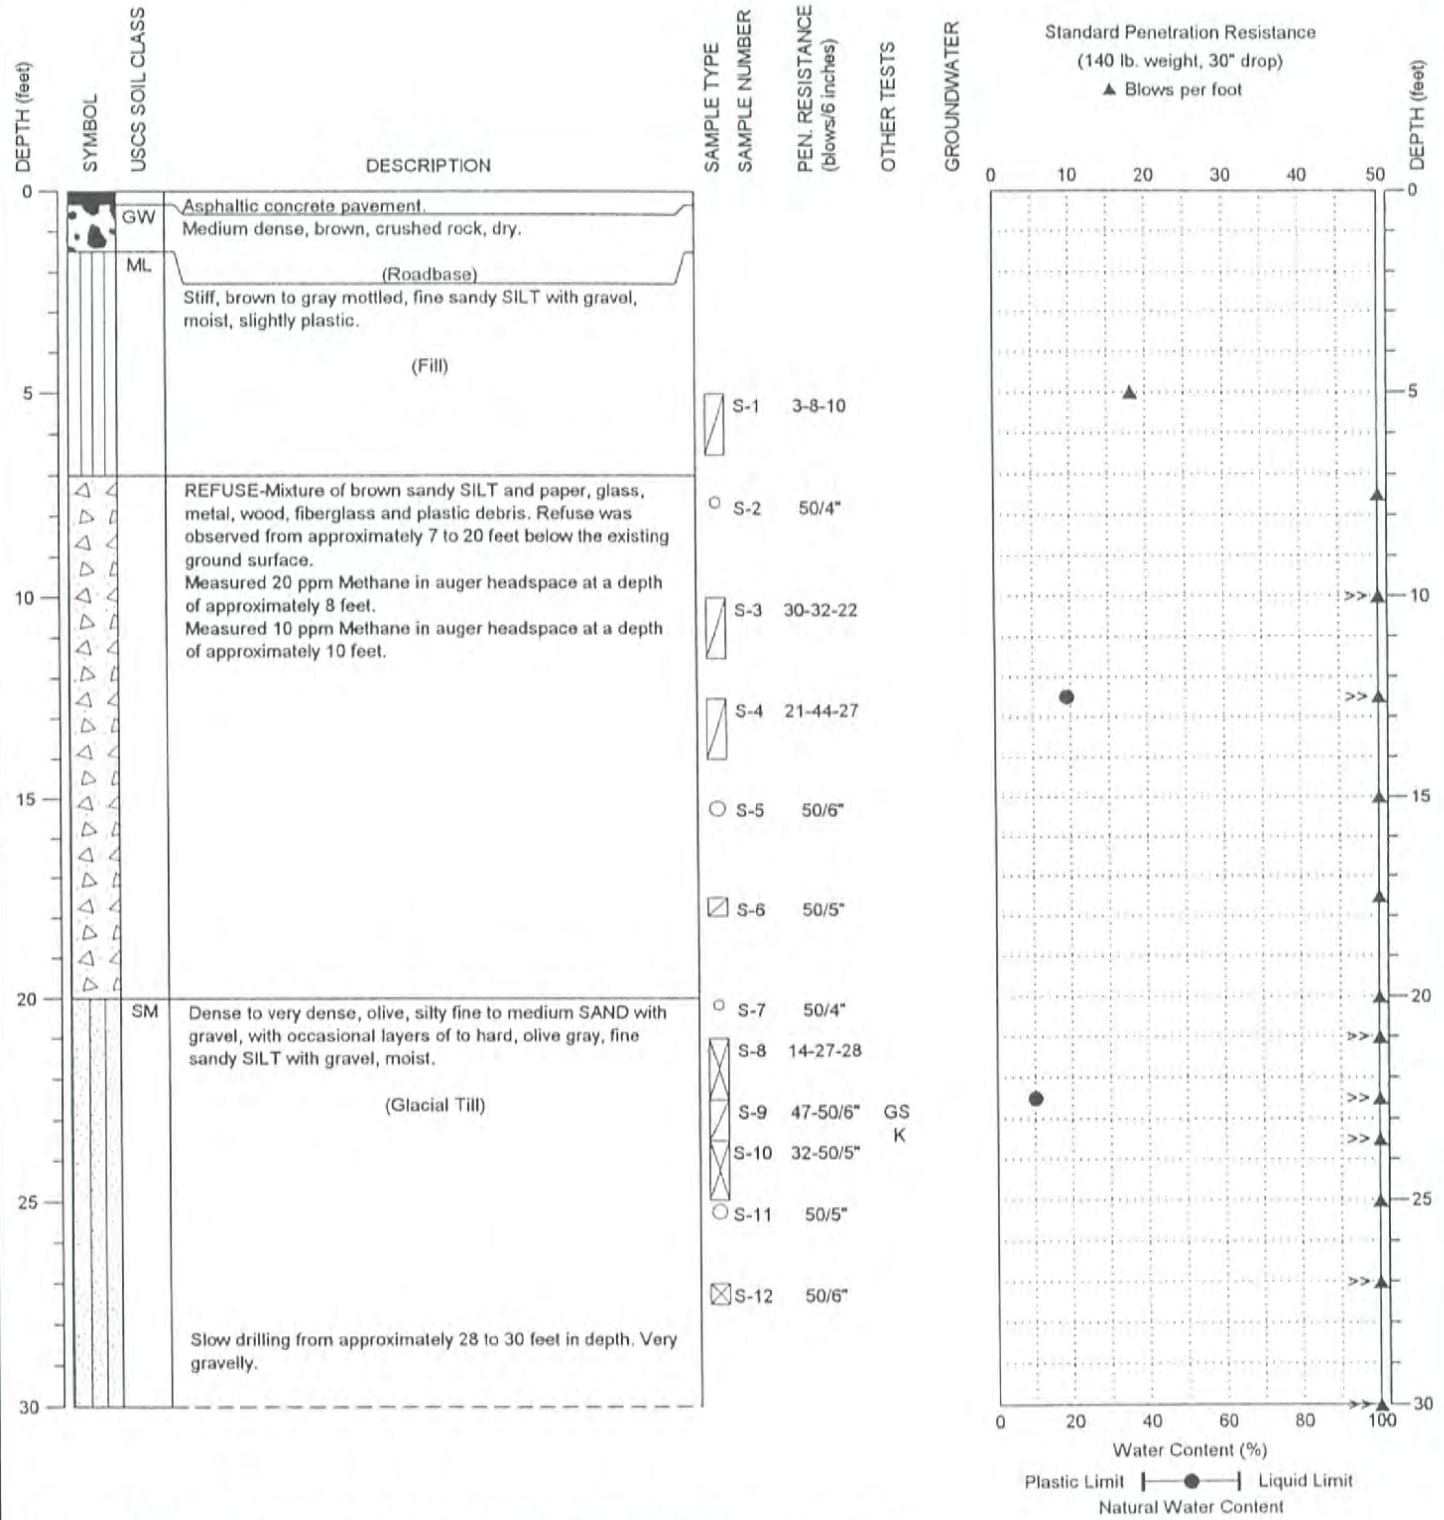 DEPTH (feet)
SYMBOL
USCS SOIL CLASS
DESCRIPTION
SAMPLE TYPE
SAMPLE NUMBER
PEN. RESISTANCE
(blows/6 inches)
OTHER TESTS
GROUNDWATER
Standard Penetration Resistance
(140 lb. weight, 30" drop)
▲ Blows per foot
DEPTH (feet)
0 10 20 30 40 50
0
0
GW
Asphaltic concrete pavement.
Medium dense, brown, crushed rock, dry.
ML
(Roadbase)
Stiff, brown to gray mottled, fine sandy SILT with gravel,
moist, slightly plastic.
(Fill)
5
S-1 3-8-10
5
REFUSE-Mixture of brown sandy SILT and paper, glass,
metal, wood, fiberglass and plastic debris. Refuse was
observed from approximately 7 to 20 feet below the existing
ground surface.
Measured 20 ppm Methane in auger headspace at a depth
of approximately 8 feet.
Measured 10 ppm Methane in auger headspace at a depth
of approximately 10 feet.
S-2 50/4"
10
S-3 30-32-22
>>
10
S-4 21-44-27
>>
15
S-5 50/6"
15
S-6 50/5"
20
20
SM
Dense to very dense, olive, silty fine to medium SAND with
gravel, with occasional layers of to hard, olive gray, fine
sandy SILT with gravel, moist.
(Glacial Till)
S-7 50/4"
S-8 14-27-28
>>
S-9 47-50/6" GS
>>
K
S-10 32-50/5"
>>
25
S-11 50/5"
25
S-12 50/6"
>>
Slow drilling from approximately 28 to 30 feet in depth. Very
gravelly.
30
>>
30
0 20 40 60 80 100
Water Content (%)
Plastic Limit Liquid Limit
Natural Water Content